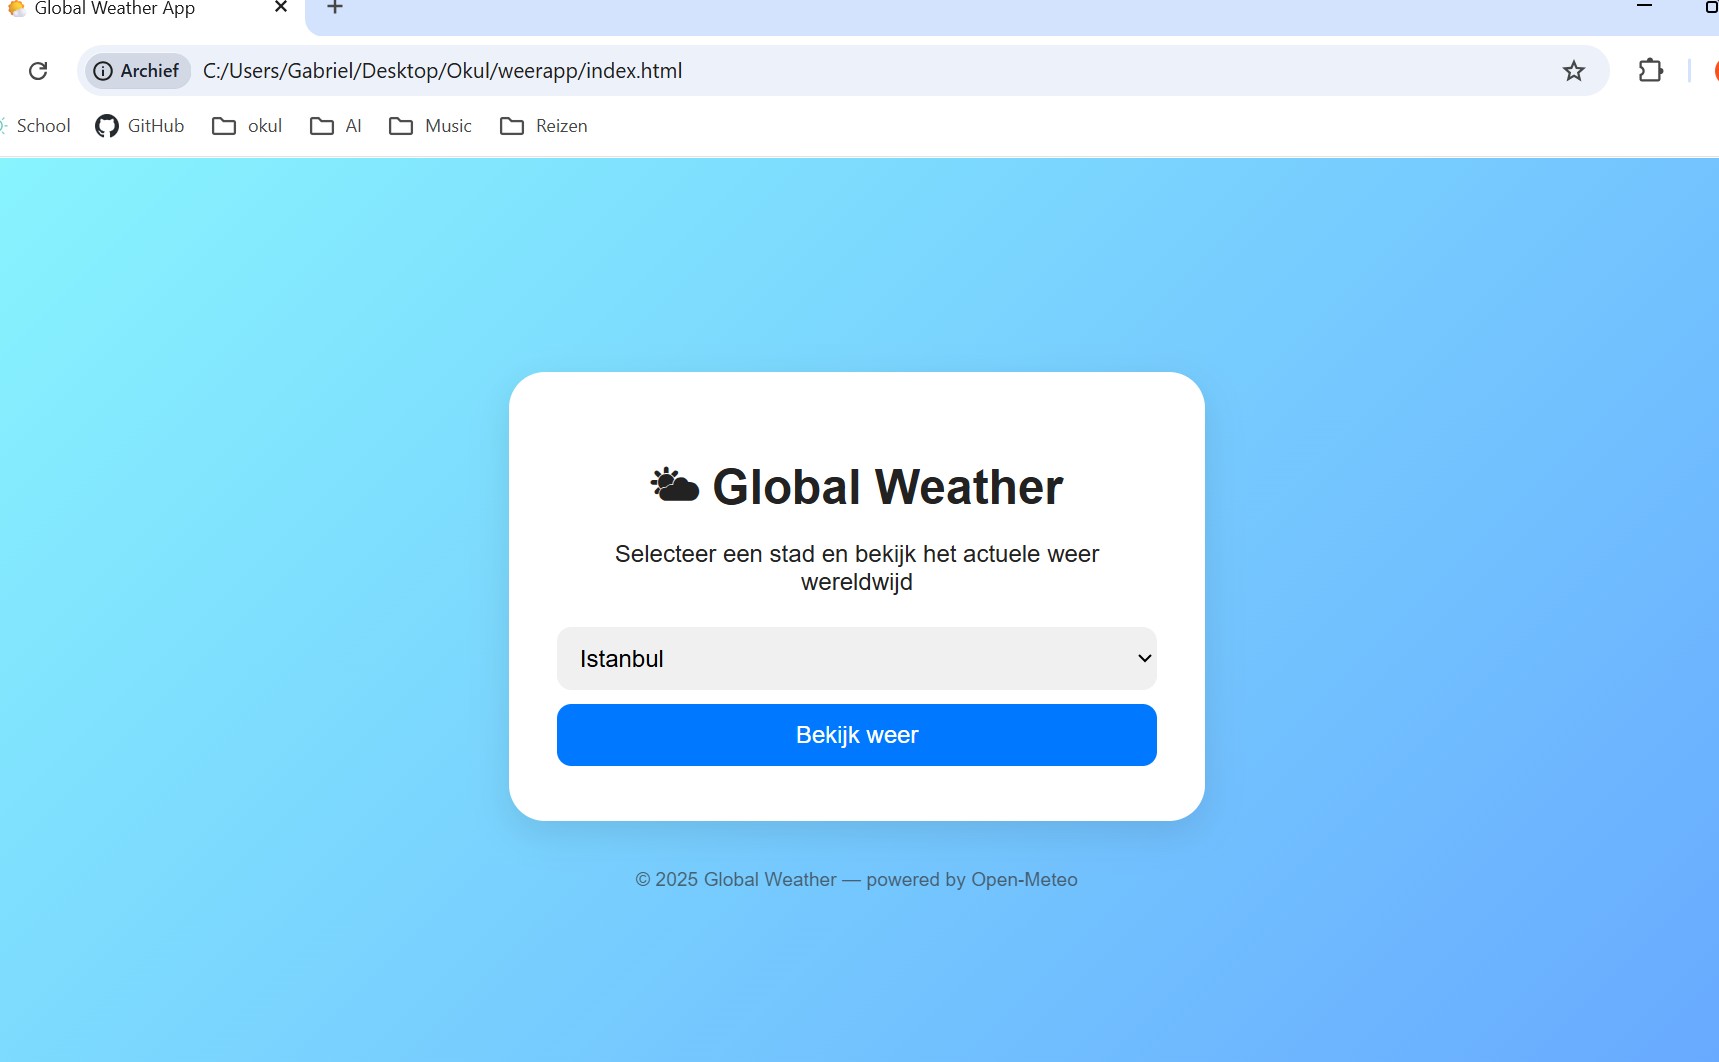 Global Weather App
Archief C:/Users/Gabriel/Desktop/Okul/weerapp/index.html
School GitHub okul AI Music Reizen
Global Weather
Selecteer een stad en bekijk het actuele weer
wereldwijd
Istanbul
Bekijk weer
© 2025 Global Weather — powered by Open-Meteo